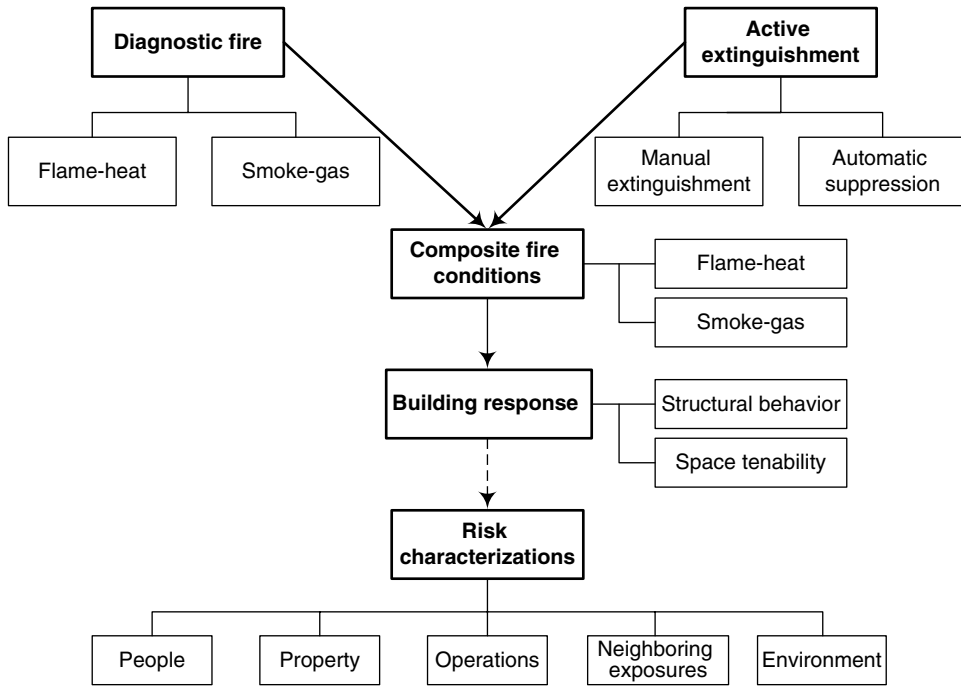 Diagnostic fire
Active
extinguishment
Flame-heat
Smoke-gas
Manual
extinguishment
Automatic
suppression
Composite fire
conditions
Flame-heat
Smoke-gas
Building response
Structural behavior
Space tenability
Risk
characterizations
People
Property
Operations
Neighboring
exposures
Environment